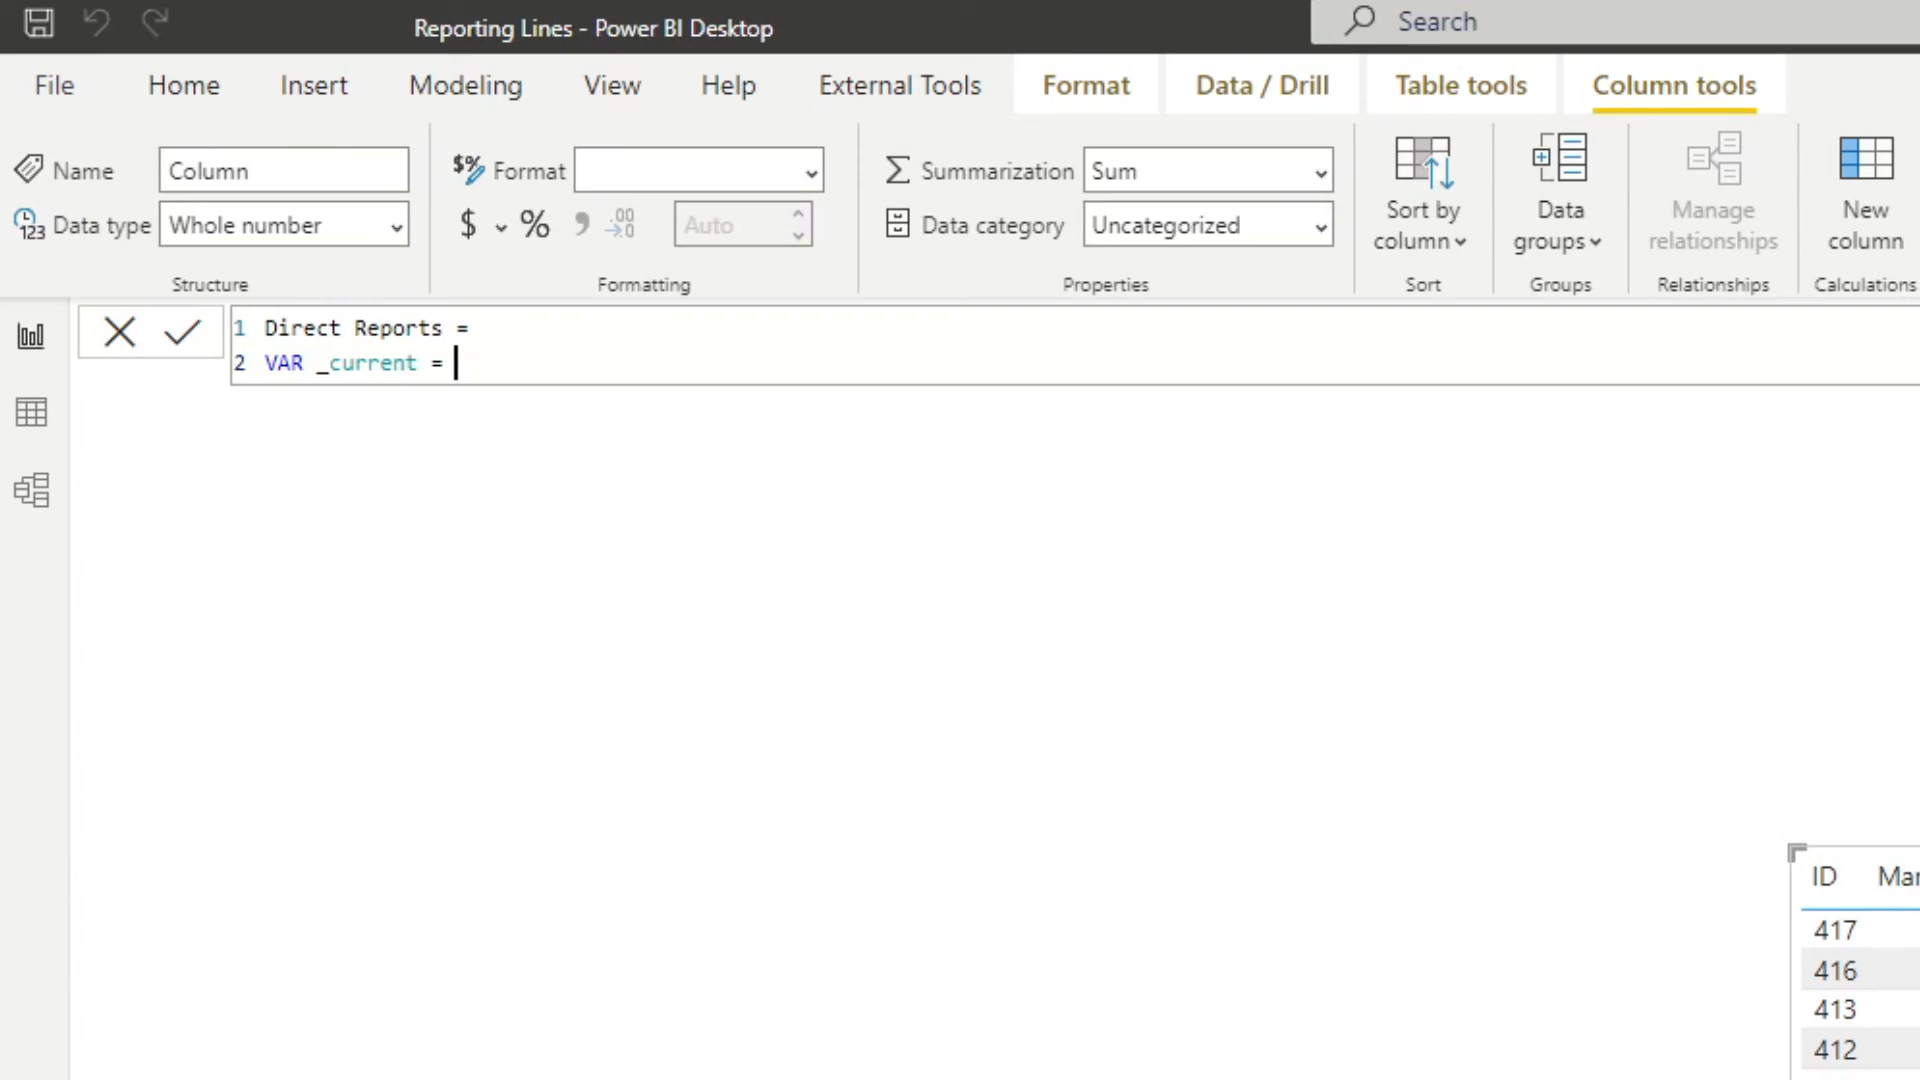 Reporting Lines - Power BI Desktop
Search
File Home Insert Modeling View Help External Tools Format Data / Drill Table tools Column tools
Name Column
Data type Whole number
Structure
$% Format
$ % , .00 →.0 Auto
Formatting
Summarization Sum
Data category Uncategorized
Properties
Sort by
column
Sort
Data
groups
Groups
Manage
relationships
Relationships
New
column
Calculations
1 Direct Reports =
2 VAR _current =
ID
417
416
413
412